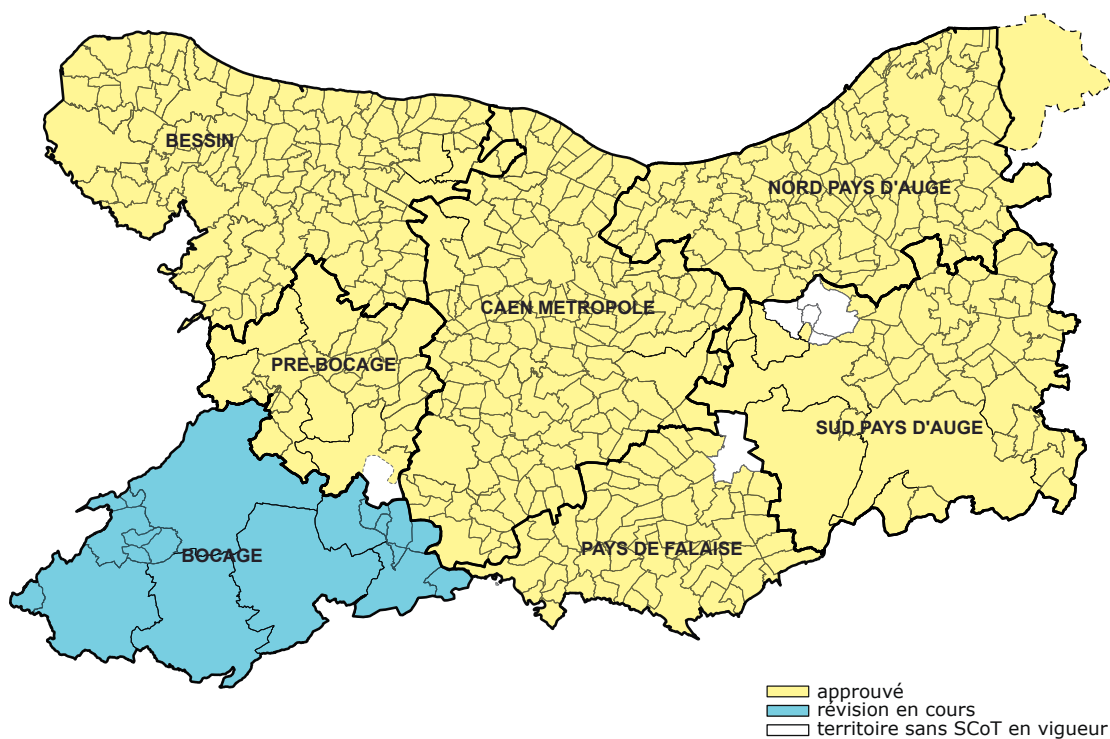 BESSIN
NORD PAYS D'AUGE
CAEN METROPOLE
PRE-BOCAGE
SUD PAYS D'AUGE
BOCAGE
PAYS DE FALAISE
approuvé
révision en cours
territoire sans SCoT en vigueur